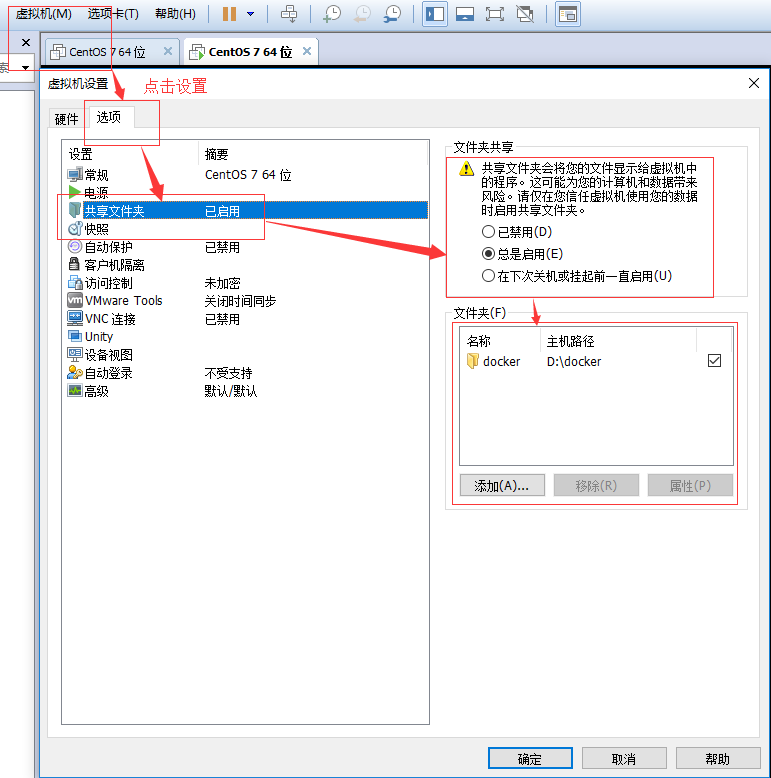 虚拟机(M) 选项卡(T) 帮助(H)
CentOS 7 64 位
CentOS 7 64 位
索
虚拟机设置
点击设置
硬件 选项
设置 摘要
常规 CentOS 7 64 位
电源
共享文件夹 已启用
快照
自动保护 已禁用
客户机隔离
访问控制 未加密
VMware Tools 关闭时间同步
VNC 连接 已禁用
Unity
设备视图
自动登录 不受支持
高级 默认/默认
文件夹共享
共享文件夹会将您的文件显示给虚拟机中
的程序。这可能为您的计算机和数据带来
风险。请仅在您信任虚拟机使用您的数据
时启用共享文件夹。
已禁用(D)
总是启用(E)
在下次关机或挂起前一直启用(U)
文件夹(F)
名称 主机路径
docker D:\docker
添加(A)... 移除(R) 属性(P)
确定 取消 帮助